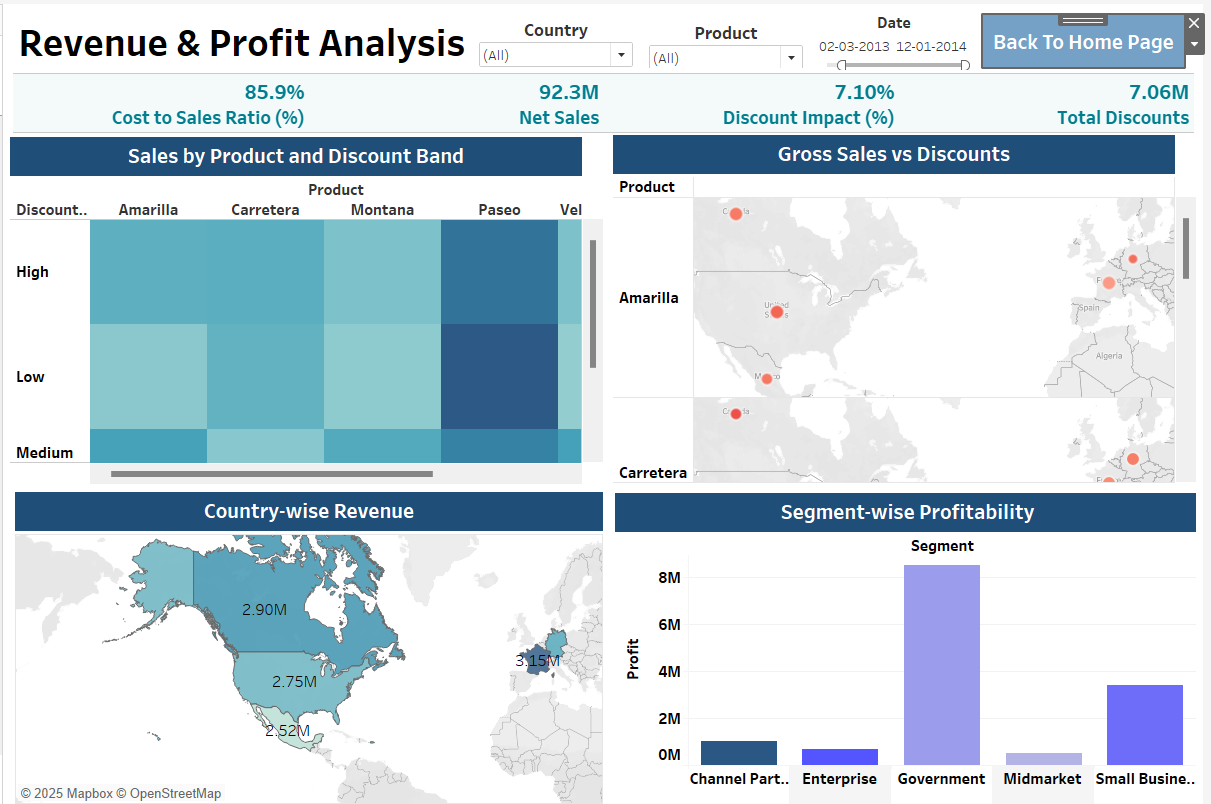 Revenue & Profit Analysis
Country
(All)
Product
(All)
Date
02-03-2013 12-01-2014
Back To Home Page
85.9%
Cost to Sales Ratio (%)
92.3M
Net Sales
7.10%
Discount Impact (%)
7.06M
Total Discounts
Sales by Product and Discount Band
Product
Discount.. Amarilla Carretera Montana Paseo Vel
High
Low
Medium
Gross Sales vs Discounts
Product
Amarilla
Spain
Algeria
Carretera
Country-wise Revenue
2.90M
3.15M
2.75M
2.52M
© 2025 Mapbox © OpenStreetMap
Segment-wise Profitability
Segment
Profit
8M
6M
4M
2M
0M
Channel Part.. Enterprise Government Midmarket Small Busine..